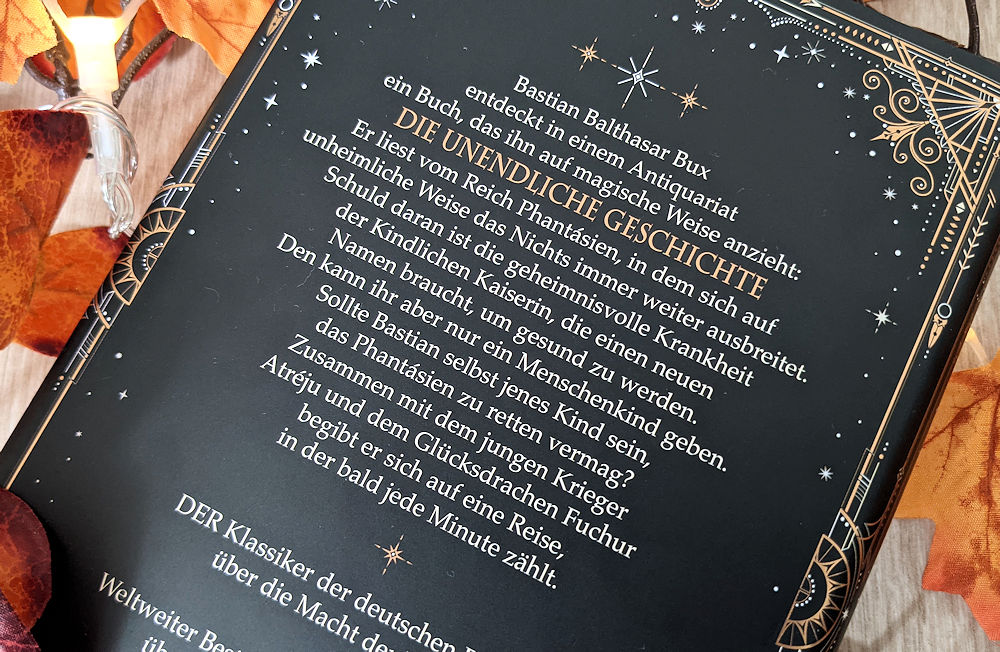 Bastian Balthasar Bux
entdeckt in einem Antiquariat
ein Buch, das ihn auf magische Weise anzieht:
DIE UNENDLICHE GESCHICHTE
Er liest vom Reich Phantásien, in dem sich auf
unheimliche Weise das Nichts immer weiter ausbreitet.
Schuld daran ist die geheimnisvolle Krankheit
der Kindlichen Kaiserin, die einen neuen
Namen braucht, um gesund zu werden.
Den kann ihr aber nur ein Menschenkind geben.
Sollte Bastian selbst jenes Kind sein,
das Phantásien zu retten vermag?
Zusammen mit dem jungen Krieger
Atréju und dem Glücksdrachen Fuchur
begibt er sich auf eine Reise,
in der bald jede Minute zählt.
DER Klassiker der deutschen
über die Macht
Weltweiter